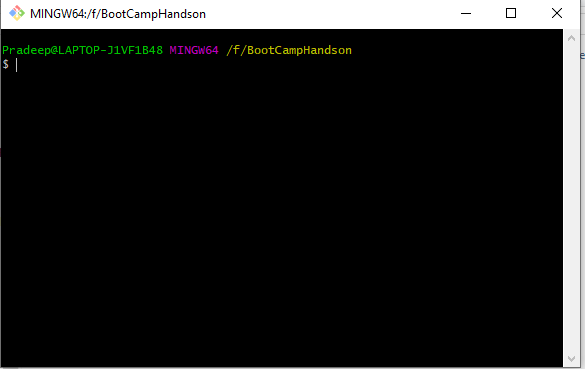 MINGW64:/f/BootCampHandson
Pradeep@LAPTOP-J1VF1B48 MINGW64 /f/BootCampHandson
$